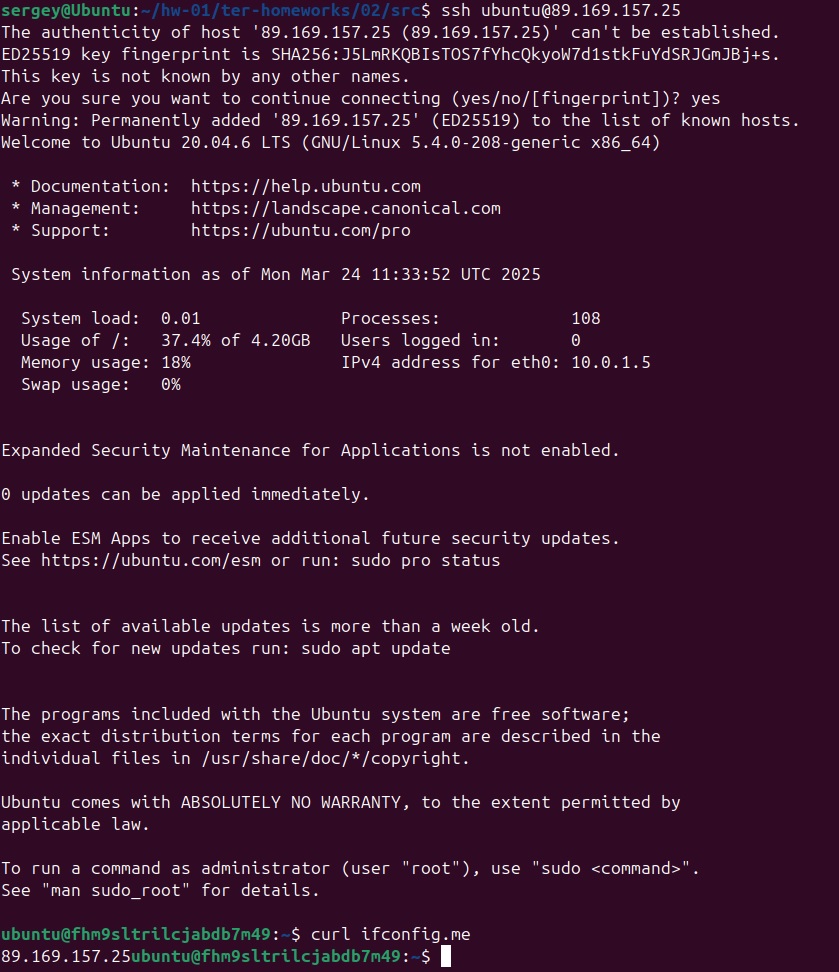 sergey@Ubuntu:~/hw-01/ter-homeworks/02/src$ ssh ubuntu@89.169.157.25
The authenticity of host '89.169.157.25 (89.169.157.25)' can't be established.
ED25519 key fingerprint is SHA256:J5LmRKQBIsTOS7fYhcQkyoW7d1stkFuYdSRJGmJBj+s.
This key is not known by any other names.
Are you sure you want to continue connecting (yes/no/[fingerprint])? yes
Warning: Permanently added '89.169.157.25' (ED25519) to the list of known hosts.
Welcome to Ubuntu 20.04.6 LTS (GNU/Linux 5.4.0-208-generic x86_64)
* Documentation: https://help.ubuntu.com
* Management: https://landscape.canonical.com
* Support: https://ubuntu.com/pro
System information as of Mon Mar 24 11:33:52 UTC 2025
System load: 0.01 Processes: 108
Usage of /: 37.4% of 4.20GB Users logged in: 0
Memory usage: 18% IPv4 address for eth0: 10.0.1.5
Swap usage: 0%
Expanded Security Maintenance for Applications is not enabled.
0 updates can be applied immediately.
Enable ESM Apps to receive additional future security updates.
See https://ubuntu.com/esm or run: sudo pro status
The list of available updates is more than a week old.
To check for new updates run: sudo apt update
The programs included with the Ubuntu system are free software;
the exact distribution terms for each program are described in the
individual files in /usr/share/doc/*/copyright.
Ubuntu comes with ABSOLUTELY NO WARRANTY, to the extent permitted by
applicable law.
To run a command as administrator (user "root"), use "sudo <command>".
See "man sudo_root" for details.
ubuntu@fhm9sltrilcjabdb7m49:~$ curl ifconfig.me
89.169.157.25ubuntu@fhm9sltrilcjabdb7m49:~$